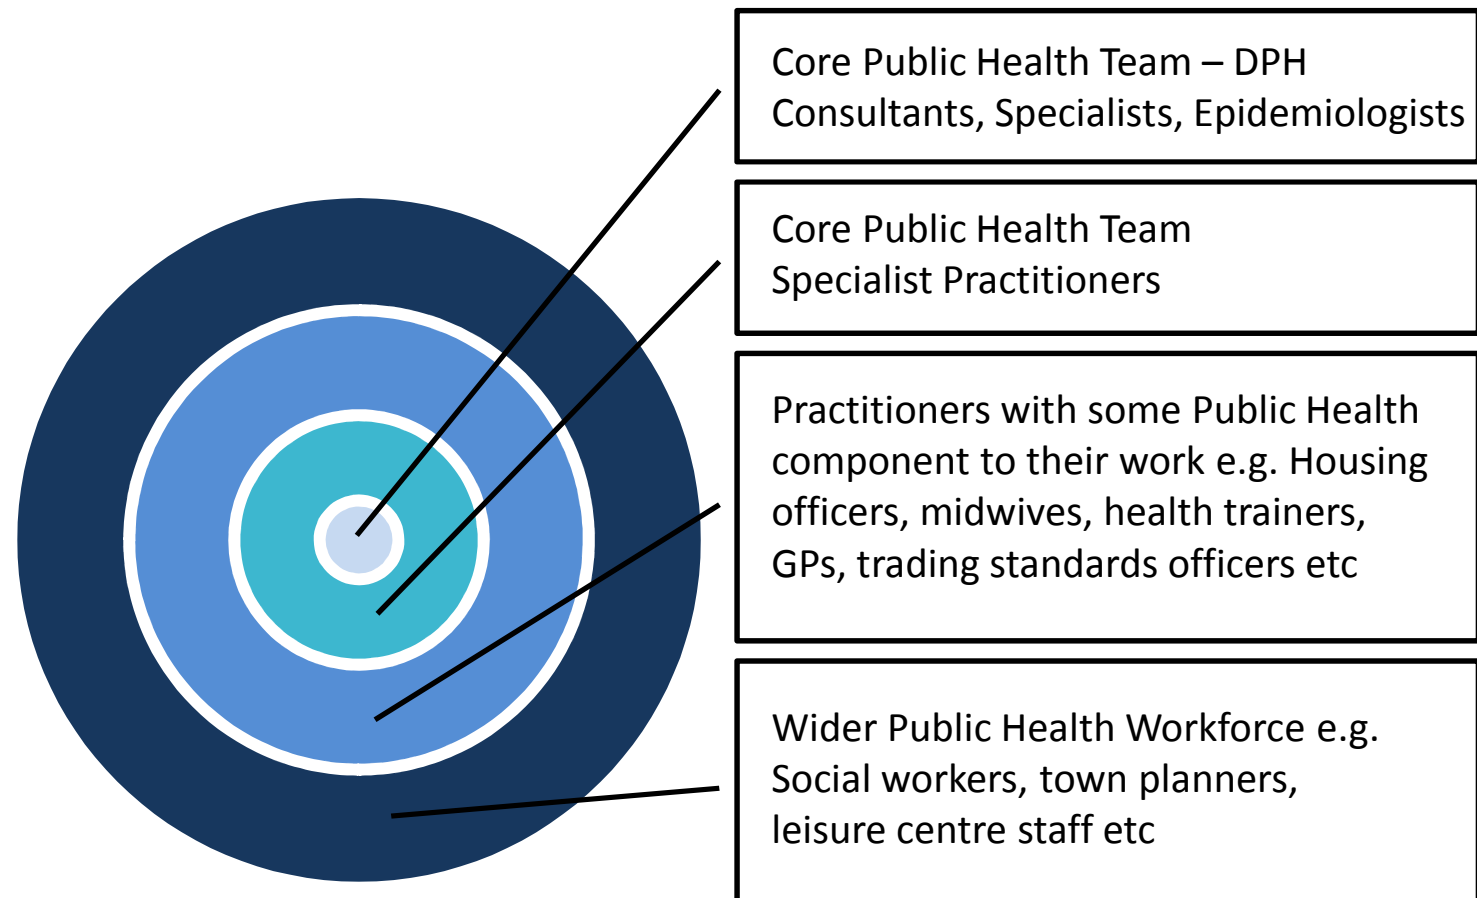 Core Public Health Team – DPH
Consultants, Specialists, Epidemiologists
Core Public Health Team
Specialist Practitioners
Practitioners with some Public Health
component to their work e.g. Housing
officers, midwives, health trainers,
GPs, trading standards officers etc
Wider Public Health Workforce e.g.
Social workers, town planners,
leisure centre staff etc